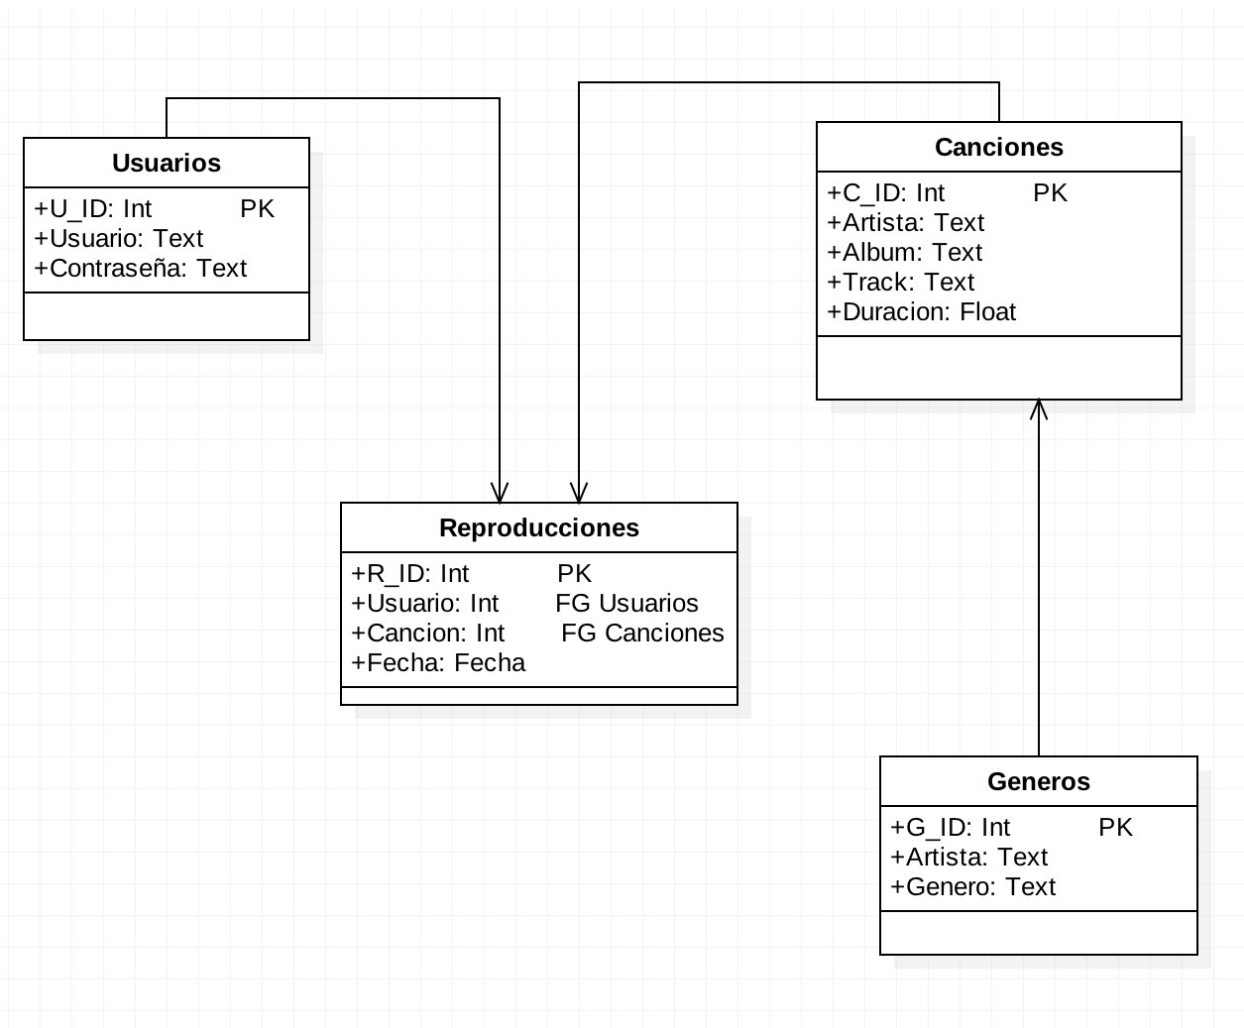 Usuarios
+U_ID: Int PK
+Usuario: Text
+Contraseña: Text
Canciones
+C_ID: Int PK
+Artista: Text
+Album: Text
+Track: Text
+Duracion: Float
Reproducciones
+R_ID: Int PK
+Usuario: Int FG Usuarios
+Cancion: Int FG Canciones
+Fecha: Fecha
Generos
+G_ID: Int PK
+Artista: Text
+Genero: Text